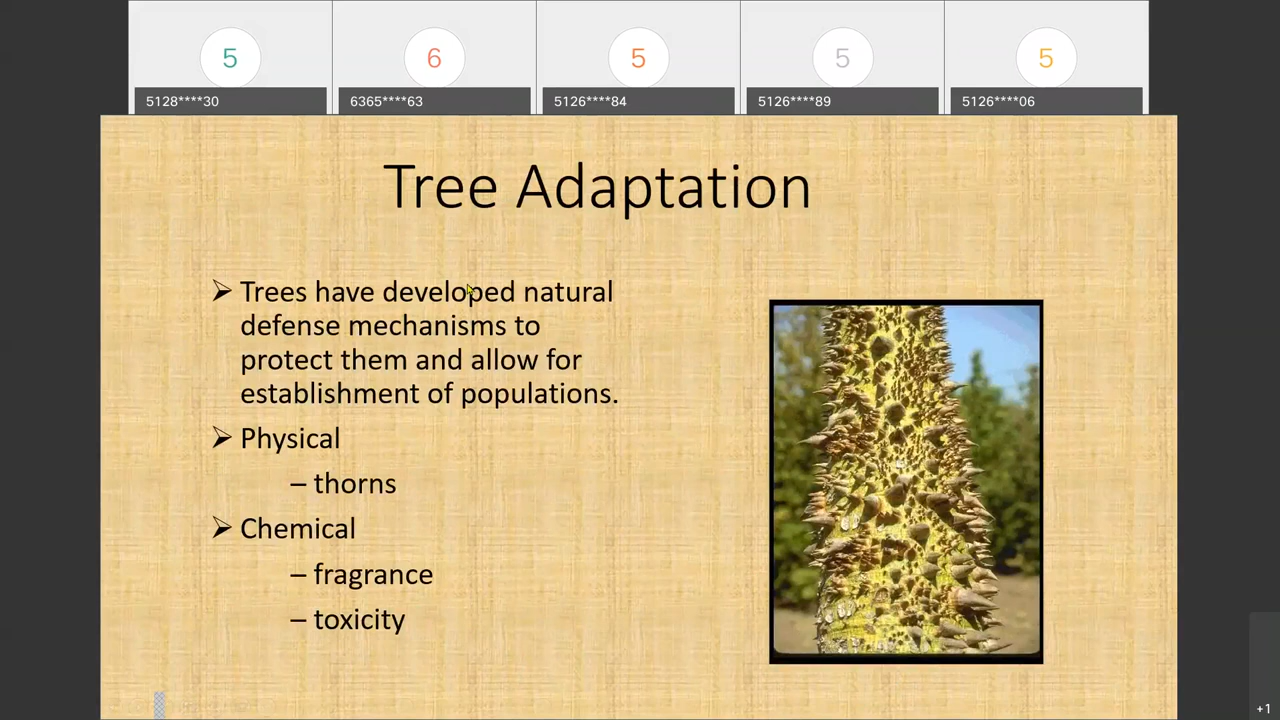 5
6
5
5
5
5128****30
6365****63
5126****84
5126****89
5126****06
Tree Adaptation
➢ Trees have developed natural
defense mechanisms to
protect them and allow for
establishment of populations.
➢ Physical
– thorns
➢ Chemical
– fragrance
– toxicity
+1